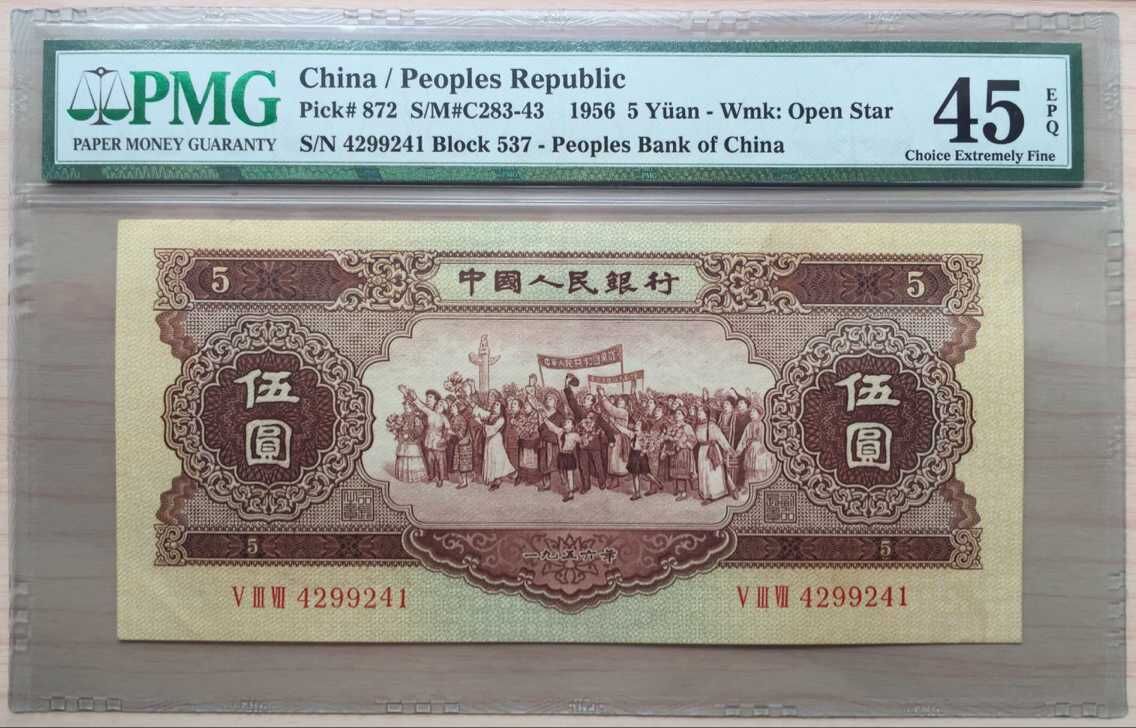 PMG
PAPER MONEY GUARANTY
China / Peoples Republic
Pick# 872 S/M#C283-43 1956 5 Yüan - Wmk: Open Star
S/N 4299241 Block 537 - Peoples Bank of China
45
EPQ
Choice Extremely Fine
5
中國人民銀行
5
伍圓
伍圓
5
一九五六年
5
V III VII 4299241
V III VII 4299241